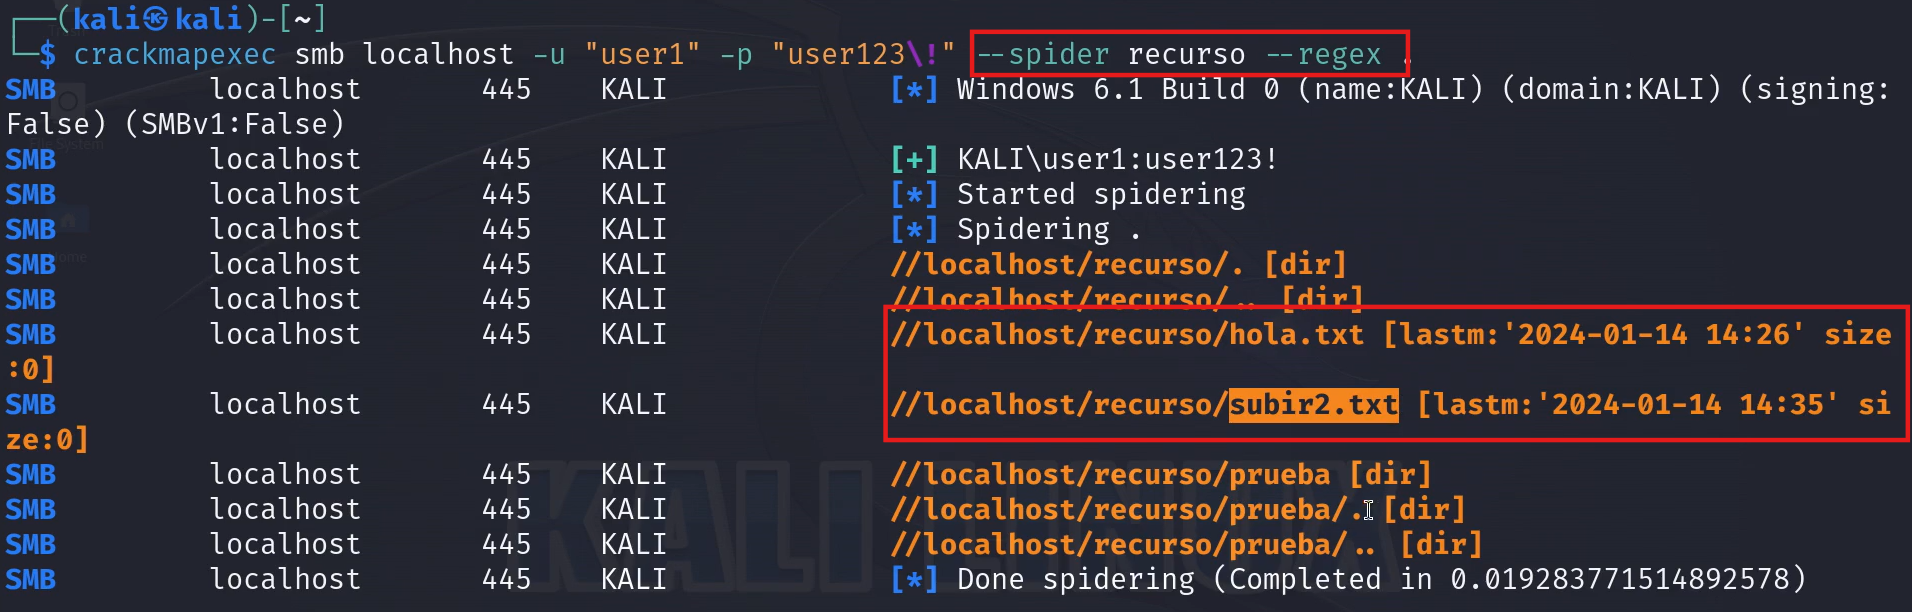 ┌──(kali㉿kali)-[~]
└─$ crackmapexec smb localhost -u "user1" -p "user123\!" --spider recurso --regex .
SMB         localhost       445    KALI             [*] Windows 6.1 Build 0 (name:KALI) (domain:KALI) (signing:
False) (SMBv1:False)
SMB         localhost       445    KALI             [+] KALI\user1:user123!
SMB         localhost       445    KALI             [*] Started spidering
SMB         localhost       445    KALI             [*] Spidering .
SMB         localhost       445    KALI             //localhost/recurso/. [dir]
SMB         localhost       445    KALI             //localhost/recurso/.. [dir]
SMB         localhost       445    KALI             //localhost/recurso/hola.txt [lastm:'2024-01-14 14:26' size
:0]
SMB         localhost       445    KALI             //localhost/recurso/subir2.txt [lastm:'2024-01-14 14:35' si
ze:0]
SMB         localhost       445    KALI             //localhost/recurso/prueba [dir]
SMB         localhost       445    KALI             //localhost/recurso/prueba/. [dir]
SMB         localhost       445    KALI             //localhost/recurso/prueba/.. [dir]
SMB         localhost       445    KALI             [*] Done spidering (Completed in 0.019283771514892578)
KALI LINUX